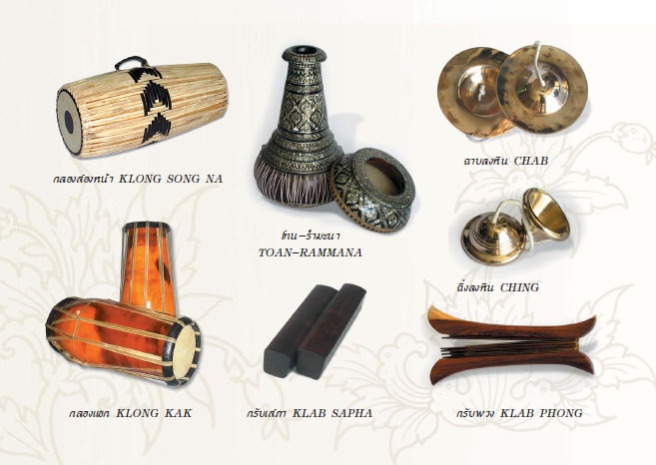 กลองสองหน้า KLONG SONG NA
โทน-รำมะนา
TOAN-RAMMANA
ฉาบลงหิน CHAB
ฉิ่งลงหิน CHING
กลองแขก KLONG KAK
กรับเสภา KLAB SAPHA
กรับพวง KLAB PHONG